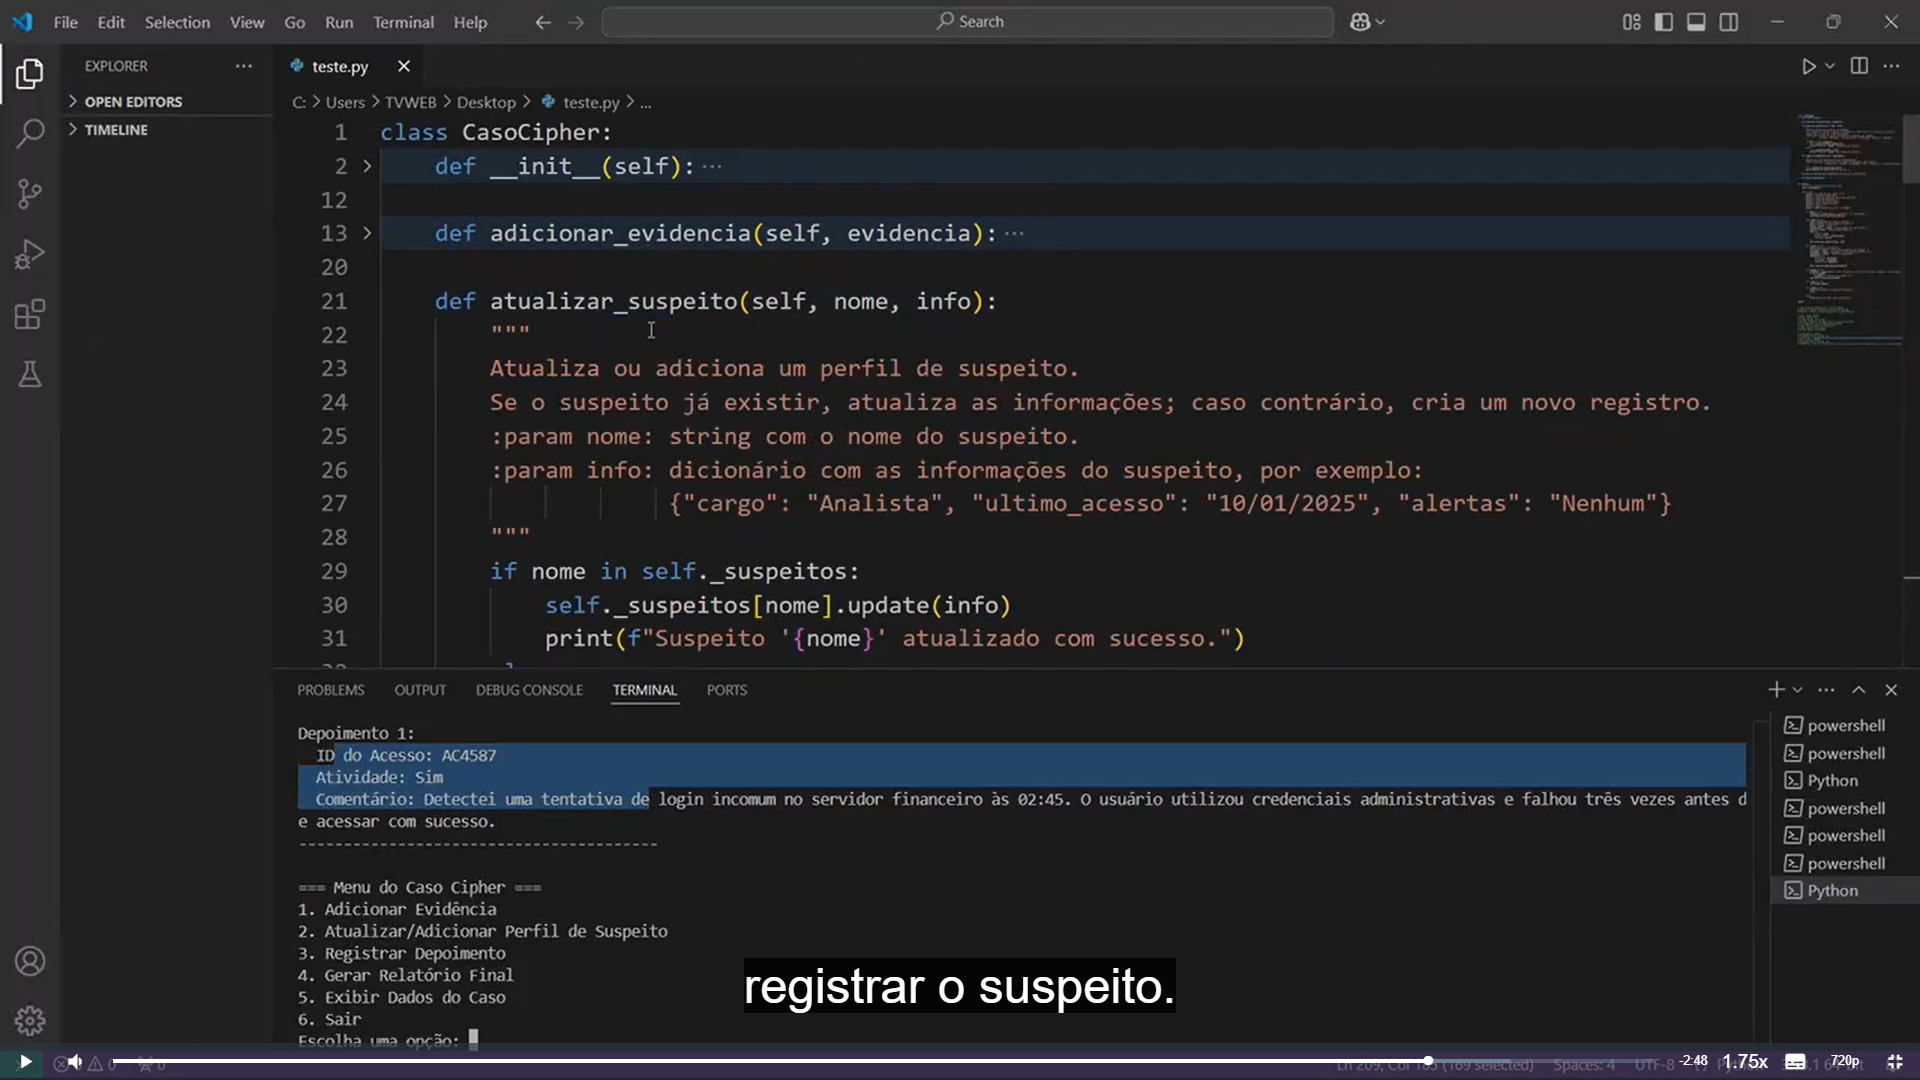 File Edit Selection View Go Run Terminal Help
Search
EXPLORER
OPEN EDITORS
TIMELINE
teste.py
C: > Users > TVWEB > Desktop > teste.py > ...
1 class CasoCipher:
2 def __init__(self): ...
12
13 def adicionar_evidencia(self, evidencia): ...
20
21 def atualizar_suspeito(self, nome, info):
22 """
23 Atualiza ou adiciona um perfil de suspeito.
24 Se o suspeito já existir, atualiza as informações; caso contrário, cria um novo registro.
25 :param nome: string com o nome do suspeito.
26 :param info: dicionário com as informações do suspeito, por exemplo:
27 {"cargo": "Analista", "ultimo_acesso": "10/01/2025", "alertas": "Nenhum"}
28 """
29 if nome in self._suspeitos:
30 self._suspeitos[nome].update(info)
31 print(f"Suspeito '{nome}' atualizado com sucesso.")
PROBLEMS OUTPUT DEBUG CONSOLE TERMINAL PORTS
Depoimento 1:
ID do Acesso: AC4587
Atividade: Sim
Comentário: Detectei uma tentativa de login incomum no servidor financeiro às 02:45. O usuário utilizou credenciais administrativas e falhou três vezes antes d
e acessar com sucesso.
----------------------------------------
=== Menu do Caso Cipher ===
1. Adicionar Evidência
2. Atualizar/Adicionar Perfil de Suspeito
3. Registrar Depoimento
4. Gerar Relatório Final
5. Exibir Dados do Caso
6. Sair
Escolha uma opção:
powershell
powershell
Python
powershell
powershell
powershell
Python
registrar o suspeito.
-2:48 1.75x 720p
Spaces: 4 UTF-8